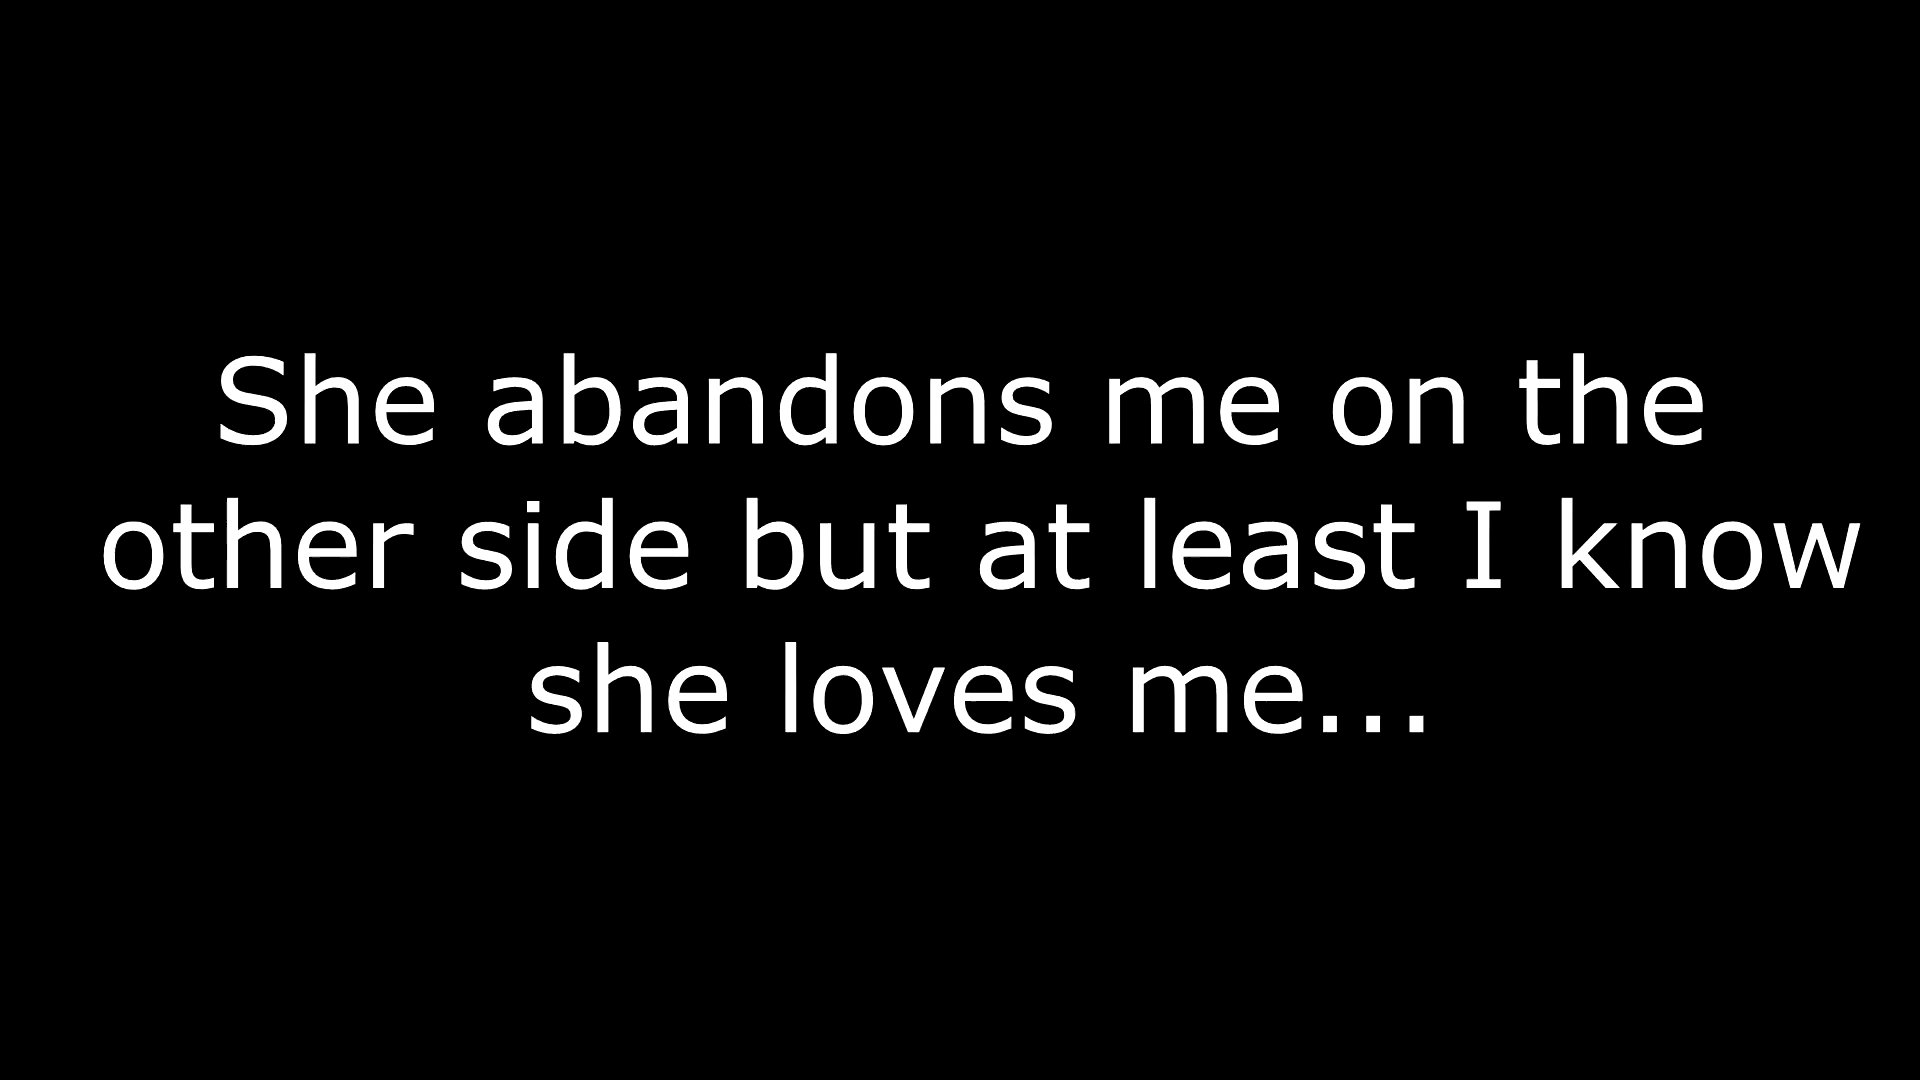 She abandons me on the
other side but at least I know
she loves me...